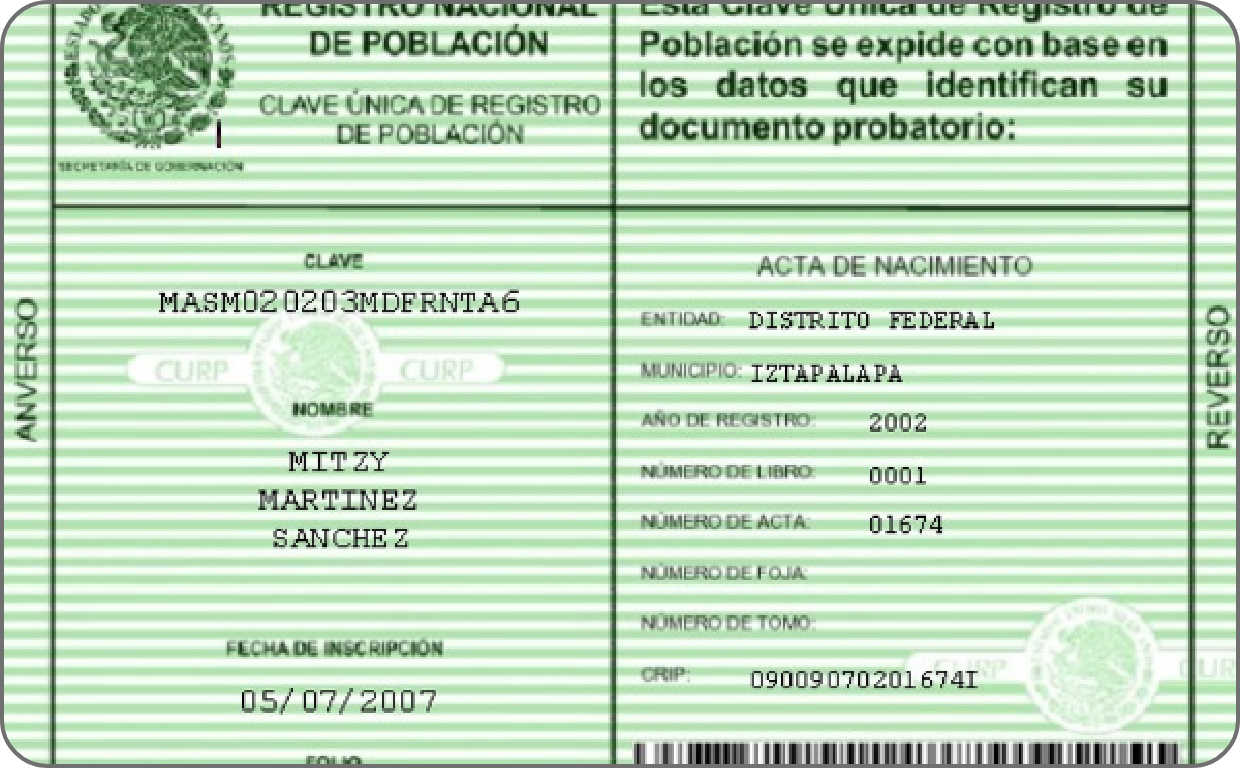 ESTADOS UNIDOS MEXICANOS
SECRETARÍA DE GOBERNACIÓN
REGISTRO NACIONAL
DE POBLACIÓN
CLAVE ÚNICA DE REGISTRO
DE POBLACIÓN
Esta Clave Única de Registro de
Población se expide con base en
los datos que identifican su
documento probatorio:
ANVERSO
CLAVE
MASM020203MDFRNTA6
CURP CURP
NOMBRE
MITZY
MARTINEZ
SANCHEZ
FECHA DE INSCRIPCIÓN
05/07/2007
FOLIO
ACTA DE NACIMIENTO
ENTIDAD: DISTRITO FEDERAL
MUNICIPIO: IZTAPALAPA
AÑO DE REGISTRO: 2002
NÚMERO DE LIBRO: 0001
NÚMERO DE ACTA: 01674
NÚMERO DE FOJA:
NÚMERO DE TOMO:
CRIP: 09009070201674I
CURP
REVERSO